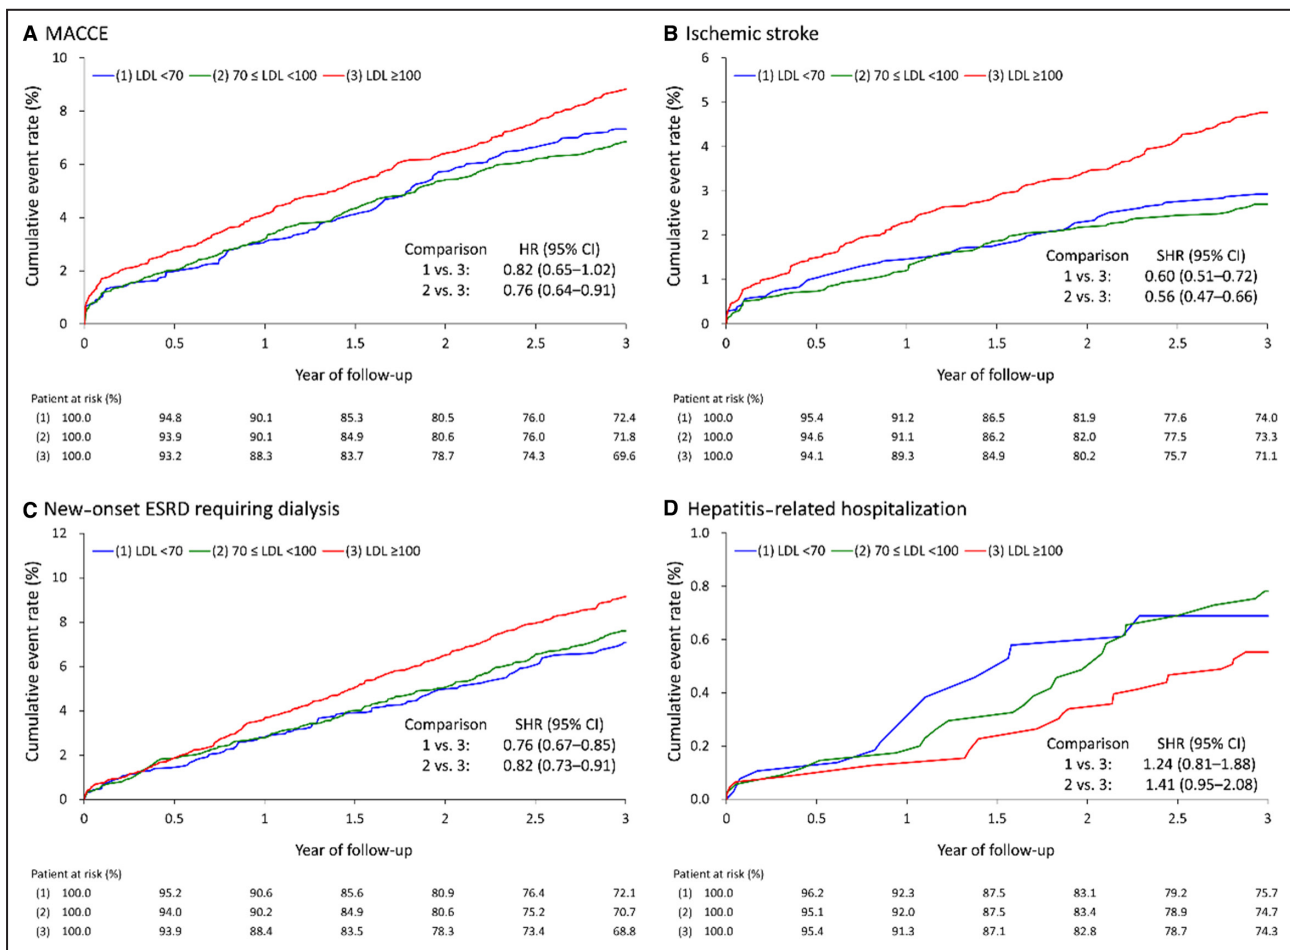 A MACCE
Cumulative event rate (%)
10
8
6
4
2
0
(1) LDL <70 (2) 70 ≤ LDL <100 (3) LDL ≥100
Comparison HR (95% CI)
1 vs. 3: 0.82 (0.65–1.02)
2 vs. 3: 0.76 (0.64–0.91)
0 0.5 1 1.5 2 2.5 3
Year of follow-up
Patient at risk (%)
(1) 100.0 94.8 90.1 85.3 80.5 76.0 72.4
(2) 100.0 93.9 90.1 84.9 80.6 76.0 71.8
(3) 100.0 93.2 88.3 83.7 78.7 74.3 69.6
B Ischemic stroke
Cumulative event rate (%)
6
5
4
3
2
1
0
(1) LDL <70 (2) 70 ≤ LDL <100 (3) LDL ≥100
Comparison SHR (95% CI)
1 vs. 3: 0.60 (0.51–0.72)
2 vs. 3: 0.56 (0.47–0.66)
0 0.5 1 1.5 2 2.5 3
Year of follow-up
Patient at risk (%)
(1) 100.0 95.4 91.2 86.5 81.9 77.6 74.0
(2) 100.0 94.6 91.1 86.2 82.0 77.5 73.3
(3) 100.0 94.1 89.3 84.9 80.2 75.7 71.1
C New-onset ESRD requiring dialysis
Cumulative event rate (%)
12
10
8
6
4
2
0
(1) LDL <70 (2) 70 ≤ LDL <100 (3) LDL ≥100
Comparison SHR (95% CI)
1 vs. 3: 0.76 (0.67–0.85)
2 vs. 3: 0.82 (0.73–0.91)
0 0.5 1 1.5 2 2.5 3
Year of follow-up
Patient at risk (%)
(1) 100.0 95.2 90.6 85.6 80.9 76.4 72.1
(2) 100.0 94.0 90.2 84.9 80.6 75.2 70.7
(3) 100.0 93.9 88.4 83.5 78.3 73.4 68.8
D Hepatitis-related hospitalization
Cumulative event rate (%)
1.0
0.8
0.6
0.4
0.2
0.0
(1) LDL <70 (2) 70 ≤ LDL <100 (3) LDL ≥100
Comparison SHR (95% CI)
1 vs. 3: 1.24 (0.81–1.88)
2 vs. 3: 1.41 (0.95–2.08)
0 0.5 1 1.5 2 2.5 3
Year of follow-up
Patient at risk (%)
(1) 100.0 96.2 92.3 87.5 83.1 79.2 75.7
(2) 100.0 95.1 92.0 87.5 83.4 78.9 74.7
(3) 100.0 95.4 91.3 87.1 82.8 78.7 74.3